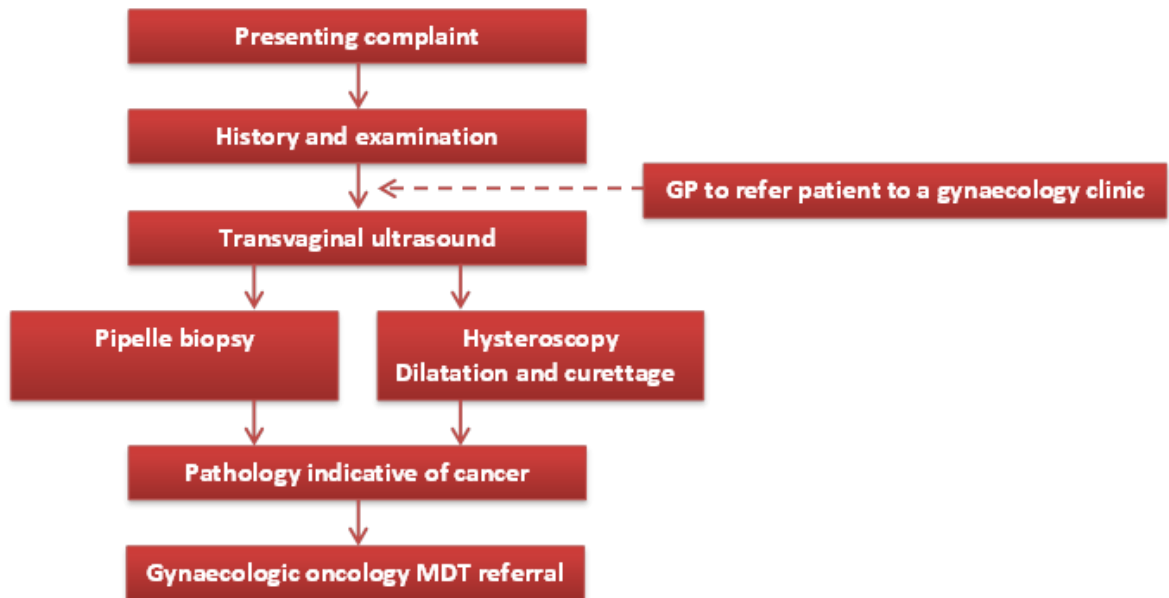 Presenting complaint
History and examination
GP to refer patient to a gynaecology clinic
Transvaginal ultrasound
Pipelle biopsy
Hysteroscopy
Dilatation and curettage
Pathology indicative of cancer
Gynaecologic oncology MDT referral